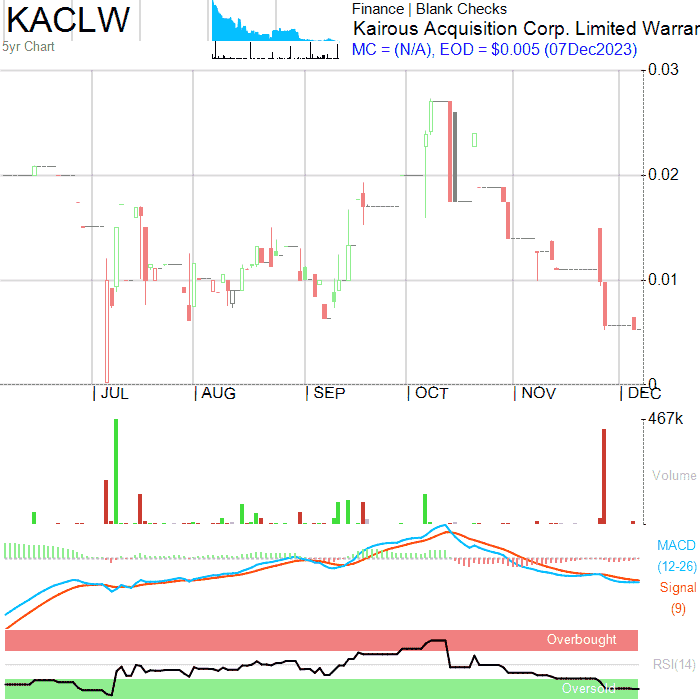 KACLW
5yr Chart
Finance | Blank Checks
Kairous Acquisition Corp. Limited Warran
MC = (N/A), EOD = $0.005 (07Dec2023)
0.03
0.02
0.01
0
| JUL | AUG | SEP | OCT | NOV | DEC
467k
Volume
MACD
(12-26)
Signal
(9)
Overbought
RSI(14)
Oversold